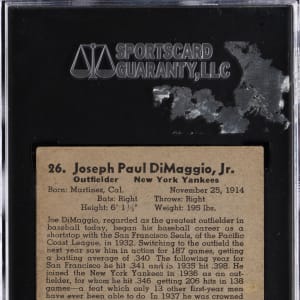 SPORTSCARD
GUARANTY, LLC
26. Joseph Paul DiMaggio, Jr.
Outfielder New York Yankees
Born: Martinez, Cal. November 25, 1914
Bats: Right Throws: Right
Height: 6' 1½" Weight: 195 lbs.
Joe DiMaggio, regarded as the greatest outfielder in
baseball today, began his baseball career as a
shortstop with the San Francisco Seals, of the Pacific
Coast League, in 1932. Switching to the outfield the
next year saw him in action for 187 games, getting
a batting average of .340 The following year for
San Francisco he hit .341 and in 1935 hit .398. He
joined the New York Yankees in 1936 as an out-
fielder, for whom he hit .346, getting 206 hits in 138
games — a feat which only 13 other first-year men
have ever been able to do. In 1937 he was crowned